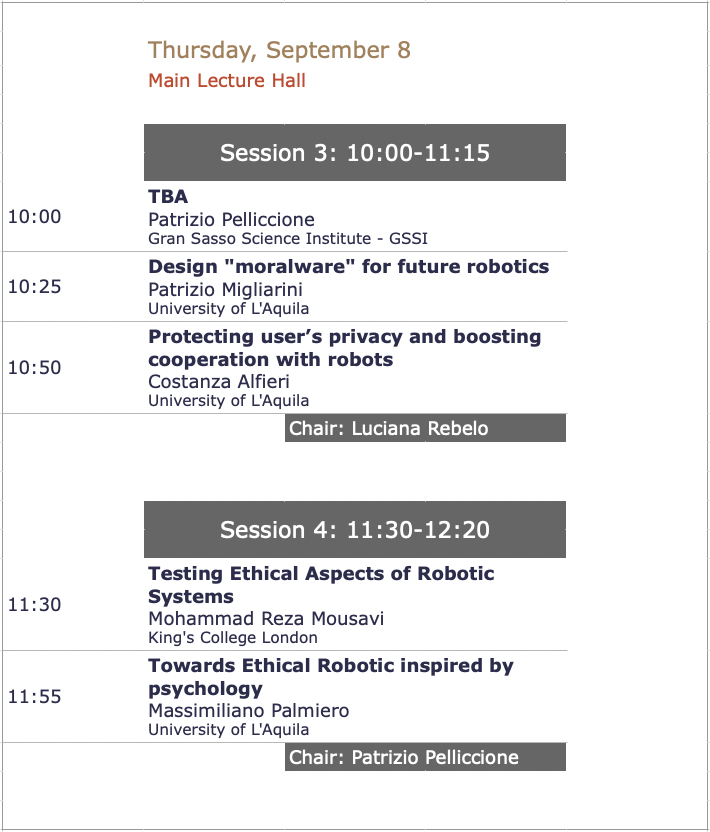 Thursday, September 8
Main Lecture Hall
Session 3: 10:00-11:15
10:00
TBA
Patrizio Pelliccione
Gran Sasso Science Institute - GSSI
10:25
Design "moralware" for future robotics
Patrizio Migliarini
University of L'Aquila
10:50
Protecting user’s privacy and boosting
cooperation with robots
Costanza Alfieri
University of L'Aquila
Chair: Luciana Rebelo
Session 4: 11:30-12:20
11:30
Testing Ethical Aspects of Robotic
Systems
Mohammad Reza Mousavi
King's College London
11:55
Towards Ethical Robotic inspired by
psychology
Massimiliano Palmiero
University of L'Aquila
Chair: Patrizio Pelliccione